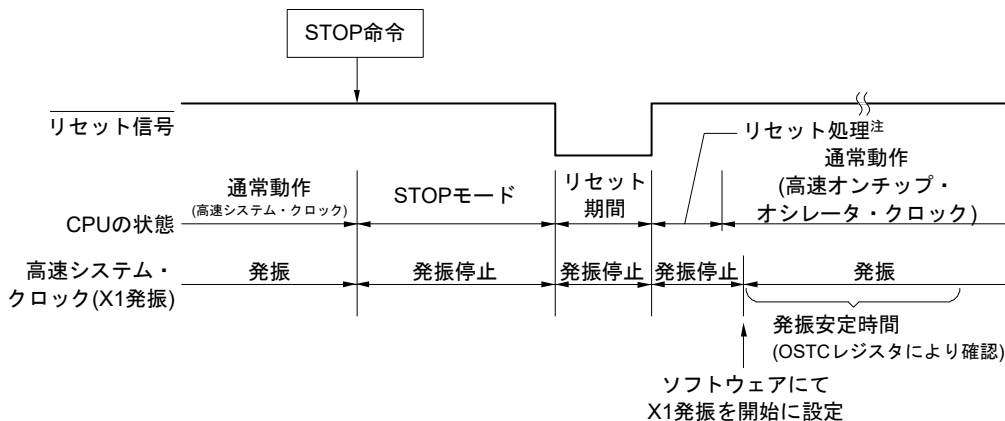 STOP命令
リセット信号
リセット処理注
通常動作
(高速システム・クロック)
STOPモード
リセット
期間
通常動作
(高速オンチップ・
オシレータ・クロック)
CPUの状態
高速システム・
クロック(X1発振)
発振
発振停止
発振停止
発振停止
発振
発振安定時間
(OSTCレジスタにより確認)
ソフトウェアにて
X1発振を開始に設定